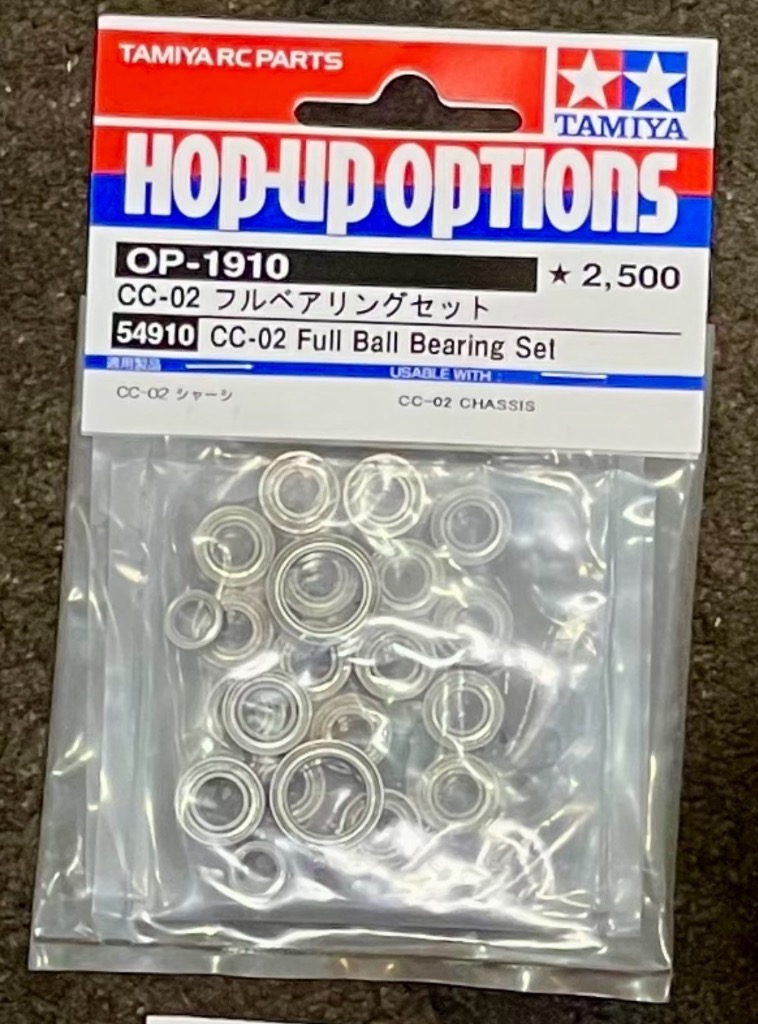 TAMIYA RC PARTS
TAMIYA
HOP-UP OPTIONS
OP-1910 ★ 2,500
CC-02 フルベアリングセット
54910 CC-02 Full Ball Bearing Set
適用製品 USABLE WITH
CC-02 シャーシ CC-02 CHASSIS